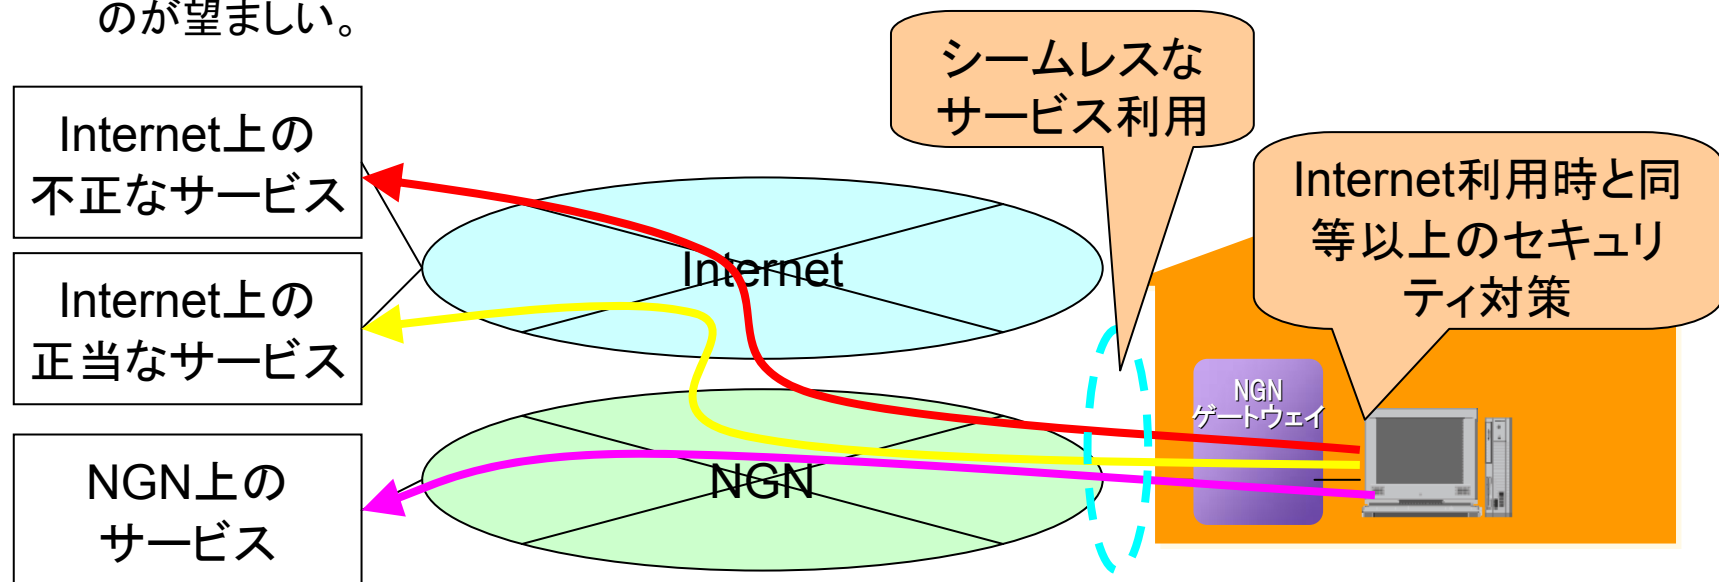 のが望ましい。
シームレスな
サービス利用
Internet上の
不正なサービス
Internet利用時と同
等以上のセキュリ
ティ対策
Internet
Internet上の
正当なサービス
NGN
ゲートウェイ
NGN上の
サービス
NGN